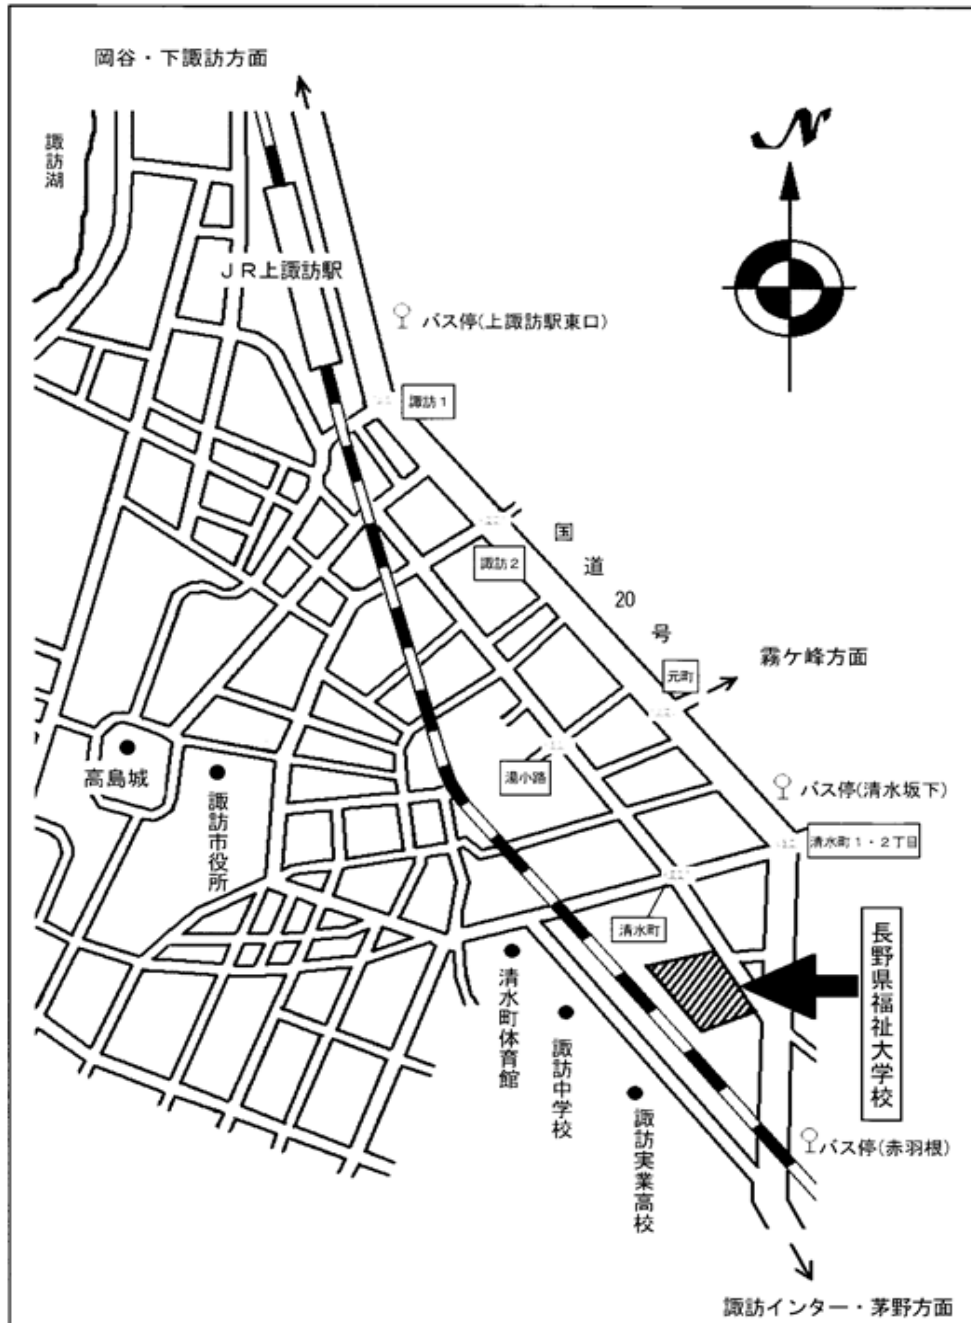 岡谷・下諏訪方面
N
諏訪湖
ＪＲ上諏訪駅
バス停(上諏訪駅東口)
諏訪１
国道20号
諏訪２
霧ケ峰方面
元町
湯小路
高島城
諏訪市役所
バス停(清水坂下)
清水町１・２丁目
清水町
長野県福祉大学校
清水町体育館
諏訪中学校
諏訪実業高校
バス停(赤羽根)
諏訪インター・茅野方面